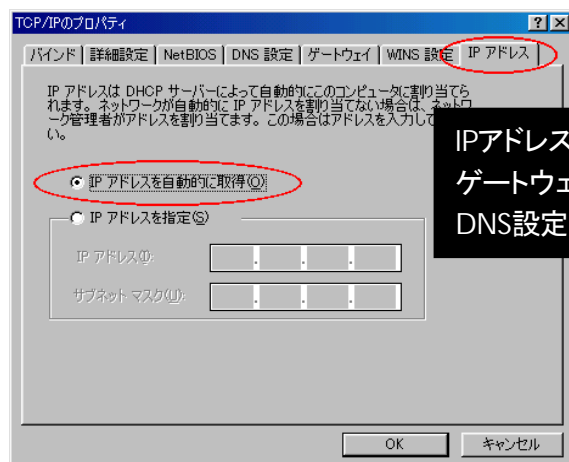 TCP/IPのプロパティ
バインド 詳細設定 NetBIOS DNS 設定 ゲートウェイ WINS 設定 IP アドレス
IP アドレスは DHCP サーバーによって自動的にこのコンピュータに割り当てら
れます。ネットワークが自動的に IP アドレスを割り当てない場合は、ネットワ
ーク管理者がアドレスを割り当てます。この場合はアドレスを入力して
い。
IPアドレス
ゲートウェ
DNS設定
IP アドレスを自動的に取得(O)
IP アドレスを指定(S)
IP アドレス(I):
サブネット マスク(U):
OK キャンセル